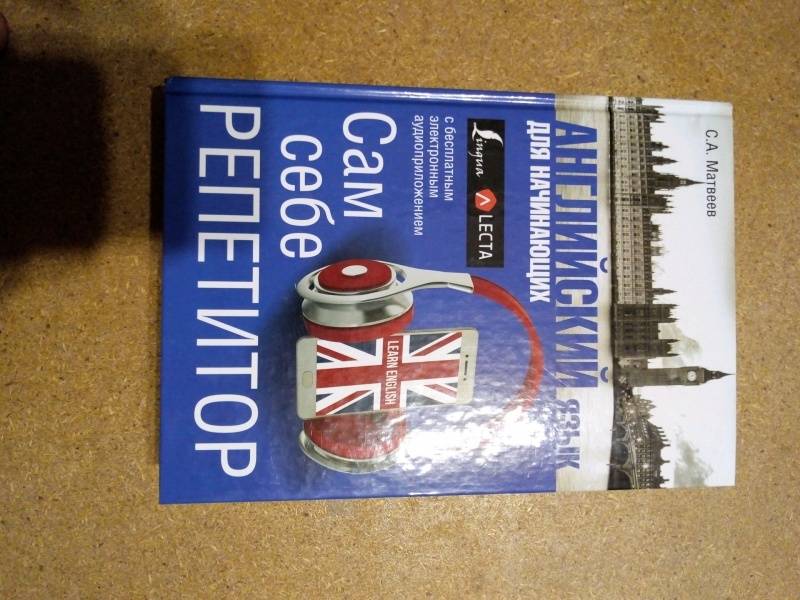 С.А. Матвеев
АНГЛИЙСКИЙ ЯЗЫК
ДЛЯ НАЧИНАЮЩИХ
Lingua
LECTA
с бесплатным
электронным
аудиоприложением
LEARN ENGLISH
Сам
себе
РЕПЕТИТОР